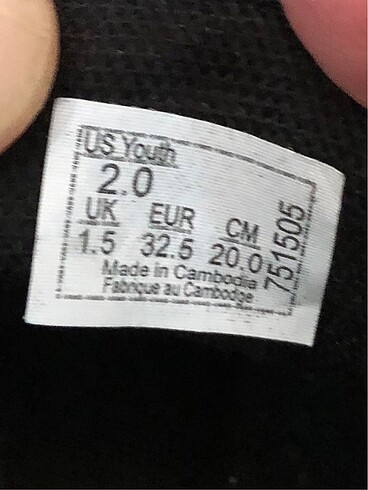 US Youth
2.0
UK EUR CM
1.5 32.5 20.0
Made in Cambodia
Fabrique au Cambodge
751505